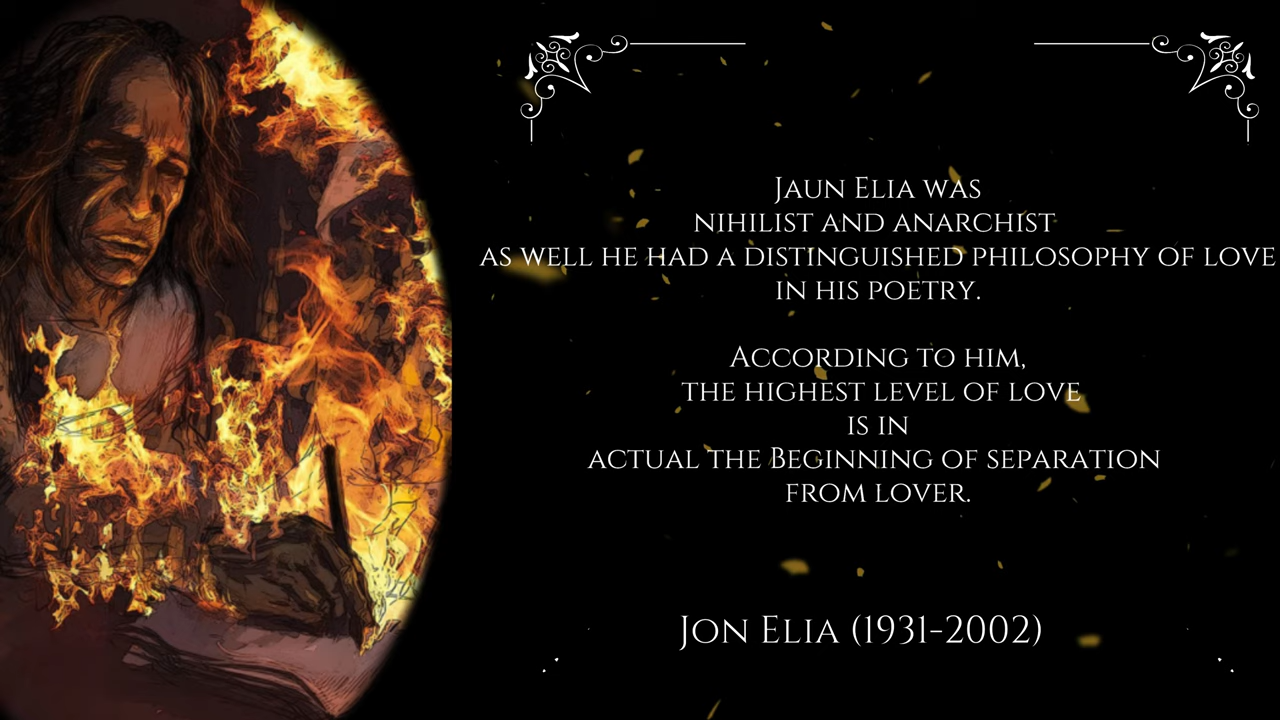 Jaun Elia was
nihilist and anarchist
as well he had a distinguished philosophy of love
in his poetry.
According to him,
the highest level of love
is in
actual the Beginning of separation
from lover.
Jon Elia (1931-2002)